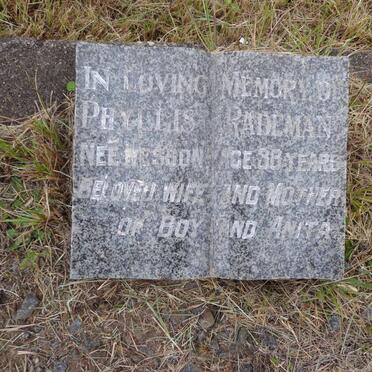 IN LOVING MEMORY OF
PHYLLIS RADEMAN
NEE AGE 38 YEARS
BELOVED WIFE AND MOTHER
OF BOY AND ANITA